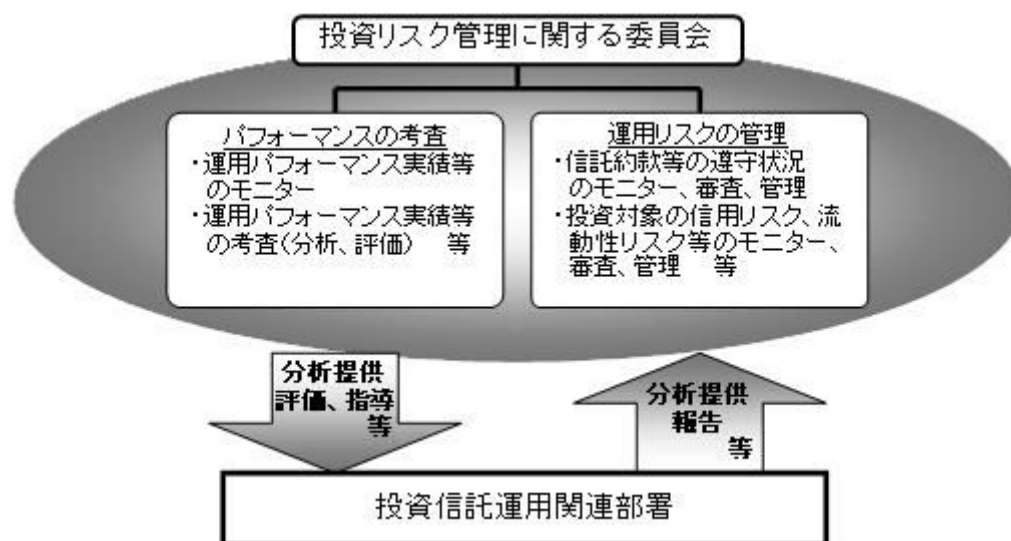 投資リスク管理に関する委員会
パフォーマンスの考査
・運用パフォーマンス実績等
のモニター
・運用パフォーマンス実績等
の考査(分析、評価)　等
運用リスクの管理
・信託約款等の遵守状況
のモニター、審査、管理
・投資対象の信用リスク、流
動性リスク等のモニター、
審査、管理　等
分析提供
評価、指導
等
分析提供
報告
等
投資信託運用関連部署